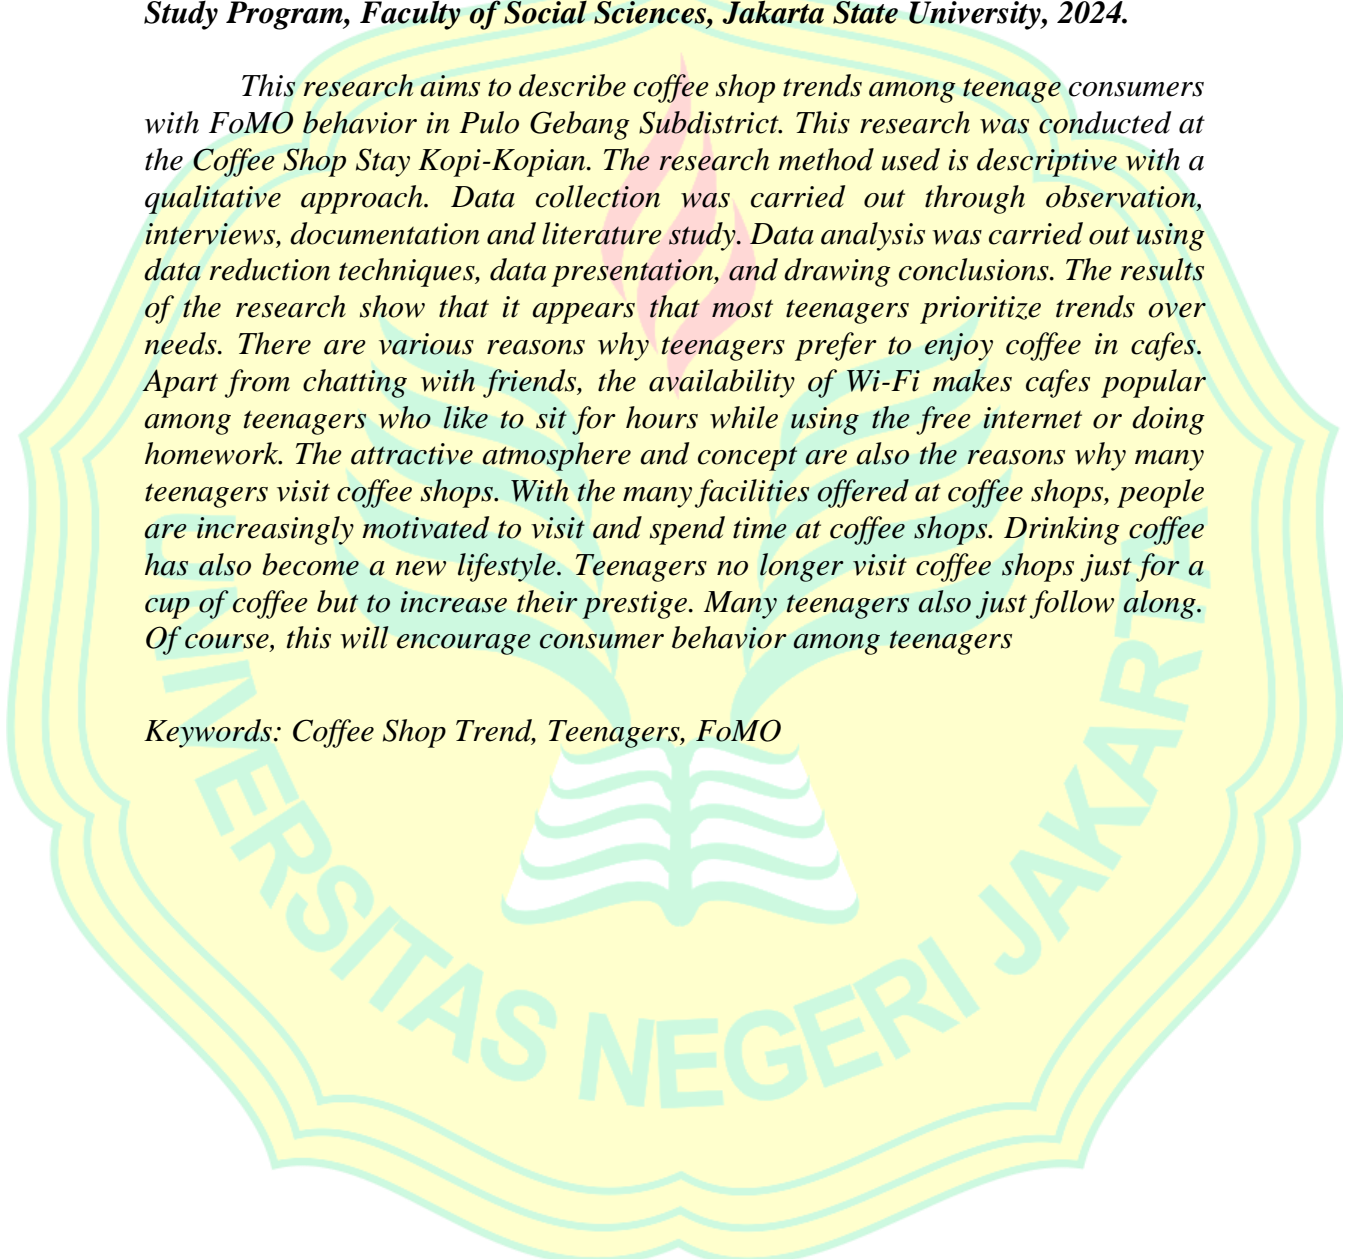 Study Program, Faculty of Social Sciences, Jakarta State University, 2024.
This research aims to describe coffee shop trends among teenage consumers
with FoMO behavior in Pulo Gebang Subdistrict. This research was conducted at
the Coffee Shop Stay Kopi-Kopian. The research method used is descriptive with a
qualitative approach. Data collection was carried out through observation,
interviews, documentation and literature study. Data analysis was carried out using
data reduction techniques, data presentation, and drawing conclusions. The results
of the research show that it appears that most teenagers prioritize trends over
needs. There are various reasons why teenagers prefer to enjoy coffee in cafes.
Apart from chatting with friends, the availability of Wi-Fi makes cafes popular
among teenagers who like to sit for hours while using the free internet or doing
homework. The attractive atmosphere and concept are also the reasons why many
teenagers visit coffee shops. With the many facilities offered at coffee shops, people
are increasingly motivated to visit and spend time at coffee shops. Drinking coffee
has also become a new lifestyle. Teenagers no longer visit coffee shops just for a
cup of coffee but to increase their prestige. Many teenagers also just follow along.
Of course, this will encourage consumer behavior among teenagers
Keywords: Coffee Shop Trend, Teenagers, FoMO
UNIVERSITAS NEGERI JAKARTA